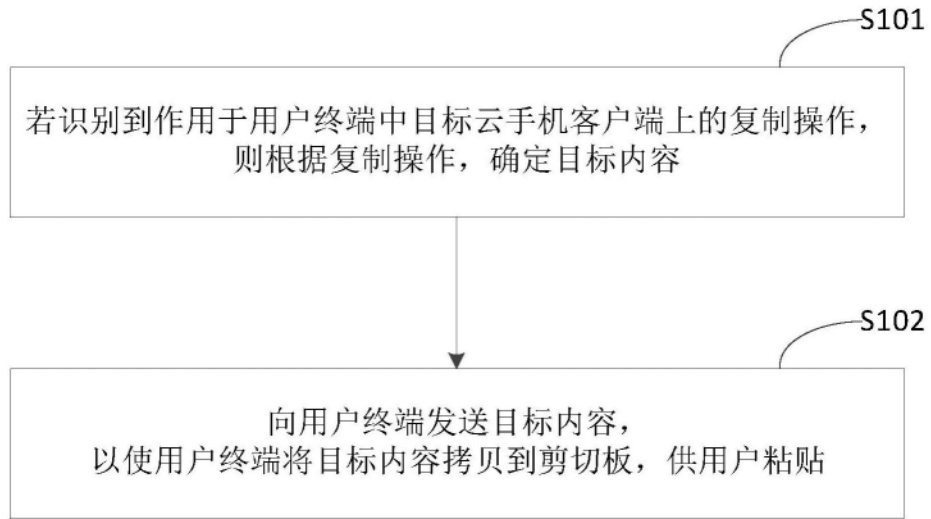 S101
若识别到作用于用户终端中目标云手机客户端上的复制操作，
则根据复制操作，确定目标内容
S102
向用户终端发送目标内容，
以使用户终端将目标内容拷贝到剪切板，供用户粘贴